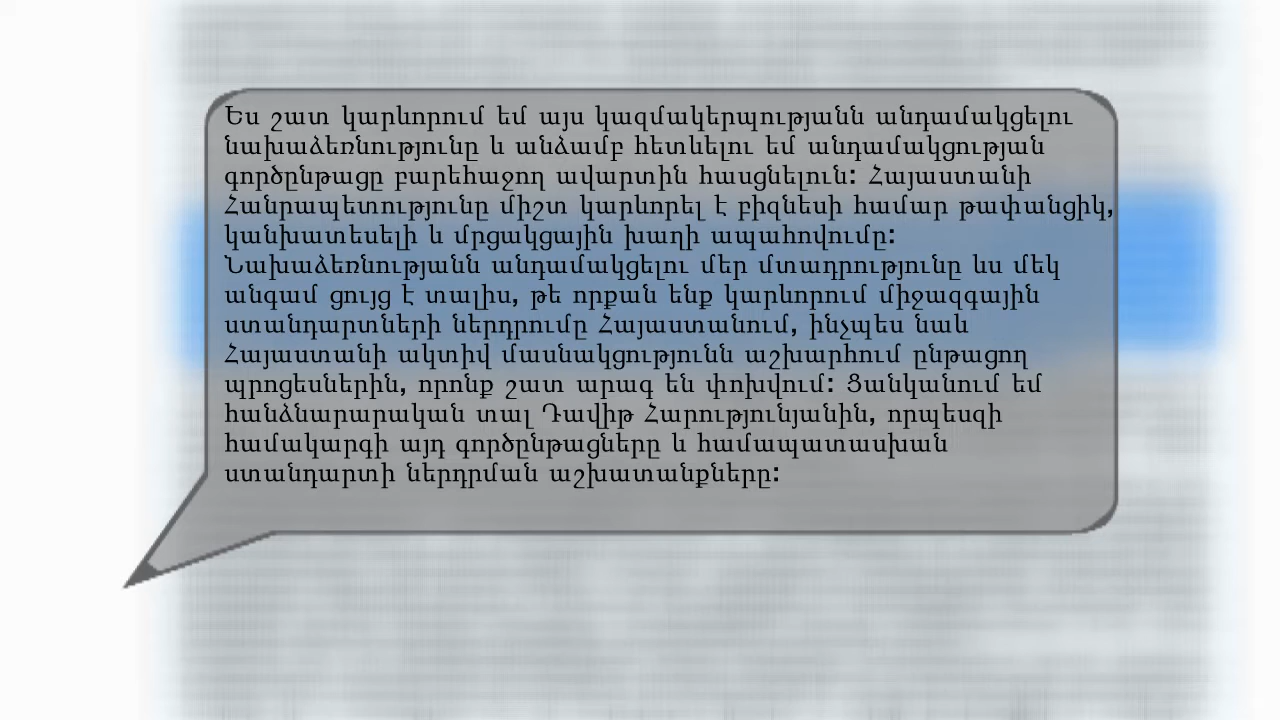 Ես շատ կարևորում եմ այս կազմակերպությանն անդամակցելու
նախաձեռնությունը և անձամբ հետևելու եմ անդամակցության
գործընթացը բարեհաջող ավարտին հասցնելուն: Հայաստանի
Հանրապետությունը միշտ կարևորել է բիզնեսի համար թափանցիկ,
կանխատեսելի և մրցակցային խաղի ապահովումը:
Նախաձեռնությանն անդամակցելու մեր մտադրությունը ևս մեկ
անգամ ցույց է տալիս, թե որքան ենք կարևորում միջազգային
ստանդարտների ներդրումը Հայաստանում, ինչպես նաև
Հայաստանի ակտիվ մասնակցությունն աշխարհում ընթացող
պրոցեսներին, որոնք շատ արագ են փոխվում: Ցանկանում եմ
հանձնարարական տալ Դավիթ Հարությունյանին, որպեսզի
համակարգի այդ գործընթացները և համապատասխան
ստանդարտի ներդրման աշխատանքները: